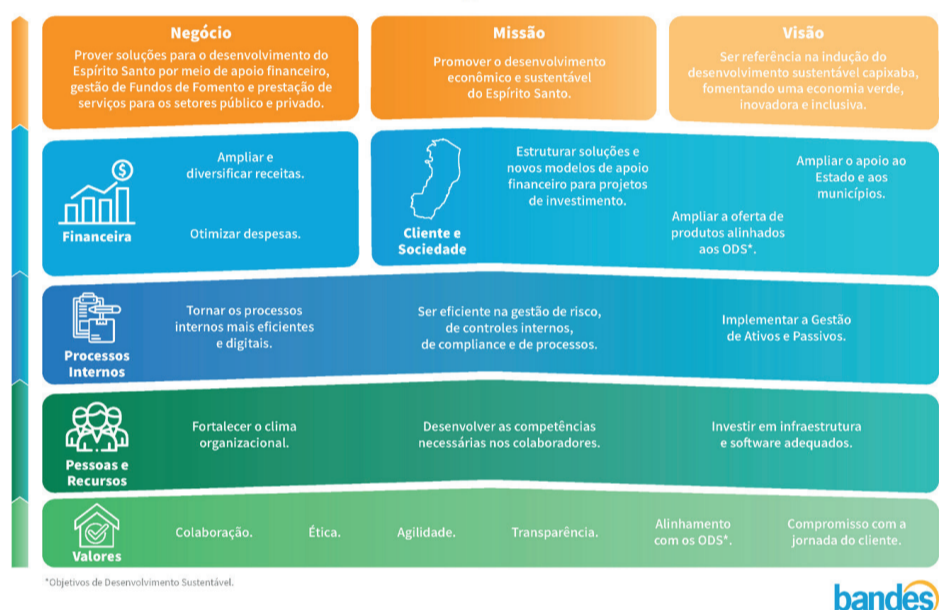 Negócio
Prover soluções para o desenvolvimento do
Espírito Santo por meio de apoio financeiro,
gestão de Fundos de Fomento e prestação de
serviços para os setores público e privado.
Missão
Promover o desenvolvimento
econômico e sustentável
do Espírito Santo.
Visão
Ser referência na indução do
desenvolvimento sustentável capixaba,
fomentando uma economia verde,
inovadora e inclusiva.
$
Financeira
Ampliar e
diversificar receitas.
Otimizar despesas.
Cliente e
Sociedade
Estruturar soluções e
novos modelos de apoio
financeiro para projetos
de investimento.
Ampliar a oferta de
produtos alinhados
aos ODS*.
Ampliar o apoio ao
Estado e aos
municípios.
Processos
Internos
Tornar os processos
internos mais eficientes
e digitais.
Ser eficiente na gestão de risco,
de controles internos,
de compliance e de processos.
Implementar a Gestão
de Ativos e Passivos.
Pessoas e
Recursos
Fortalecer o clima
organizacional.
Desenvolver as competências
necessárias nos colaboradores.
Investir em infraestrutura
e software adequados.
Valores
Colaboração.
Ética.
Agilidade.
Transparência.
Alinhamento
com os ODS*.
Compromisso com a
jornada do cliente.
*Objetivos de Desenvolvimento Sustentável.
bandes